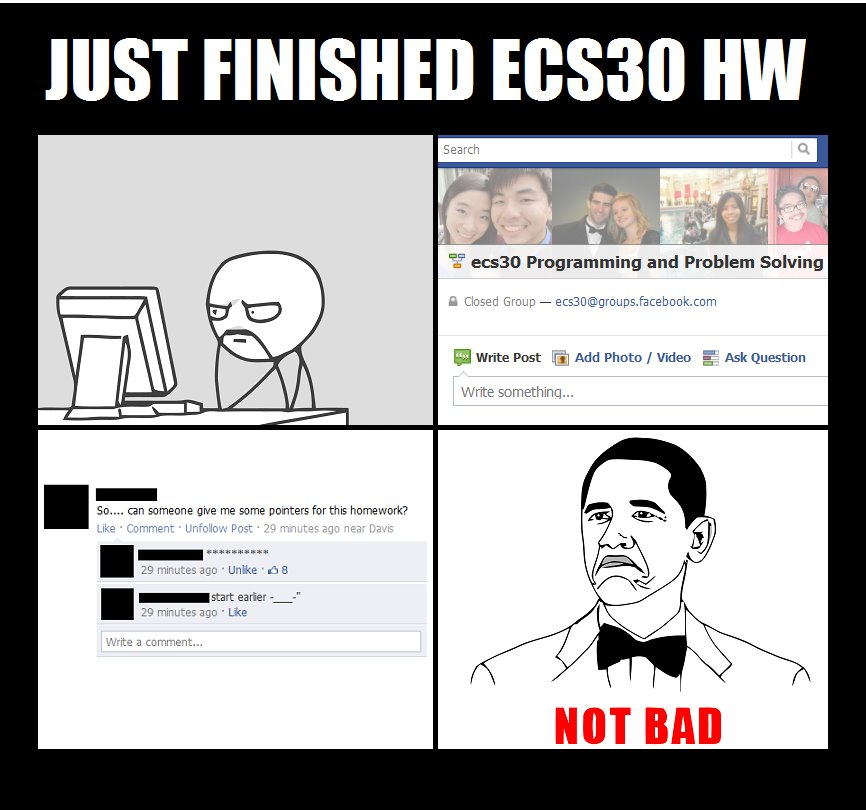 JUST FINISHED ECS30 HW
Search
ecs30 Programming and Problem Solving
Closed Group — ecs30@groups.facebook.com
Write Post Add Photo / Video Ask Question
Write something...
So.... can someone give me some pointers for this homework?
Like · Comment · Unfollow Post · 29 minutes ago near Davis
**********
29 minutes ago · Unlike · 8
start earlier -___-"
29 minutes ago · Like
Write a comment...
NOT BAD